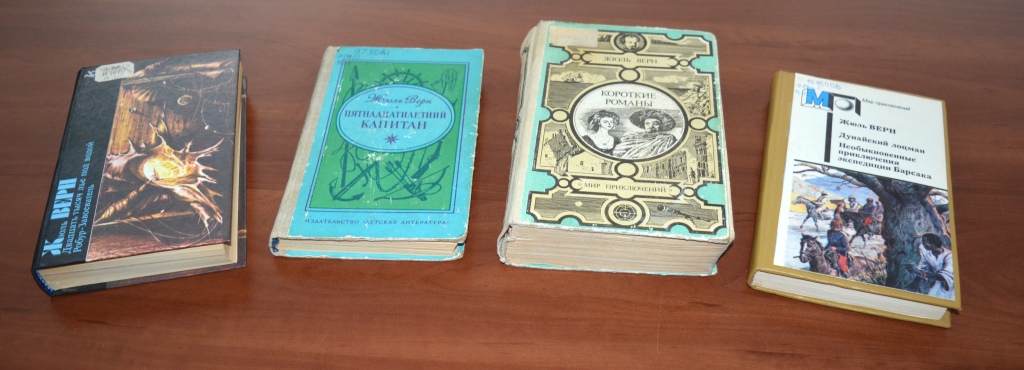 Жюль ВЕРН
Двадцать тысяч лье под водой
Робур-Завоеватель
Жюль Верн
ПЯТНАДЦАТИЛЕТНИЙ
КАПИТАН
ИЗДАТЕЛЬСТВО «ДЕТСКАЯ ЛИТЕРАТУРА»
ЖЮЛЬ ВЕРН
КОРОТКИЕ
РОМАНЫ
МИР ПРИКЛЮЧЕНИЙ
МП
Мир приключений
Жюль ВЕРН
Дунайский лоцман
Необыкновенные
приключения
экспедиции Барсака